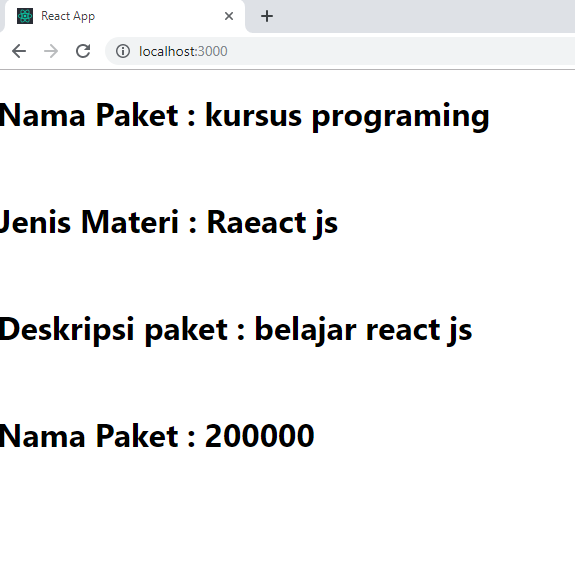 React App
localhost:3000
Nama Paket : kursus programing
Jenis Materi : Raeact js
Deskripsi paket : belajar react js
Nama Paket : 200000